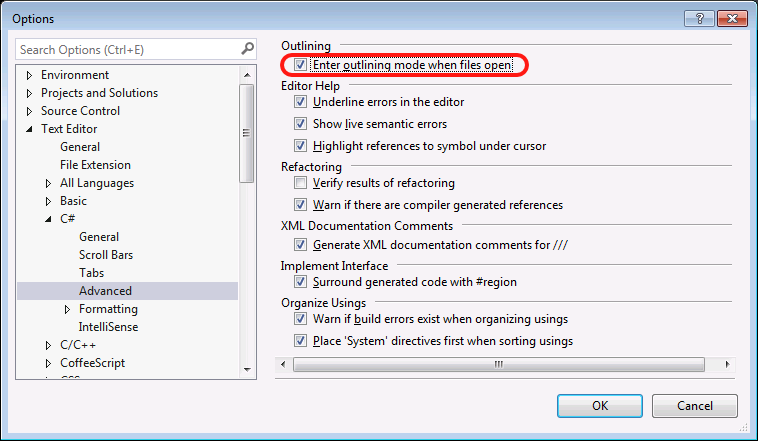 Options
Search Options (Ctrl+E)
Environment
Projects and Solutions
Source Control
Text Editor
General
File Extension
All Languages
Basic
C#
General
Scroll Bars
Tabs
Advanced
Formatting
IntelliSense
C/C++
CoffeeScript
CSS
Outlining
Enter outlining mode when files open
Editor Help
Underline errors in the editor
Show live semantic errors
Highlight references to symbol under cursor
Refactoring
Verify results of refactoring
Warn if there are compiler generated references
XML Documentation Comments
Generate XML documentation comments for ///
Implement Interface
Surround generated code with #region
Organize Usings
Warn if build errors exist when organizing usings
Place 'System' directives first when sorting usings
OK
Cancel